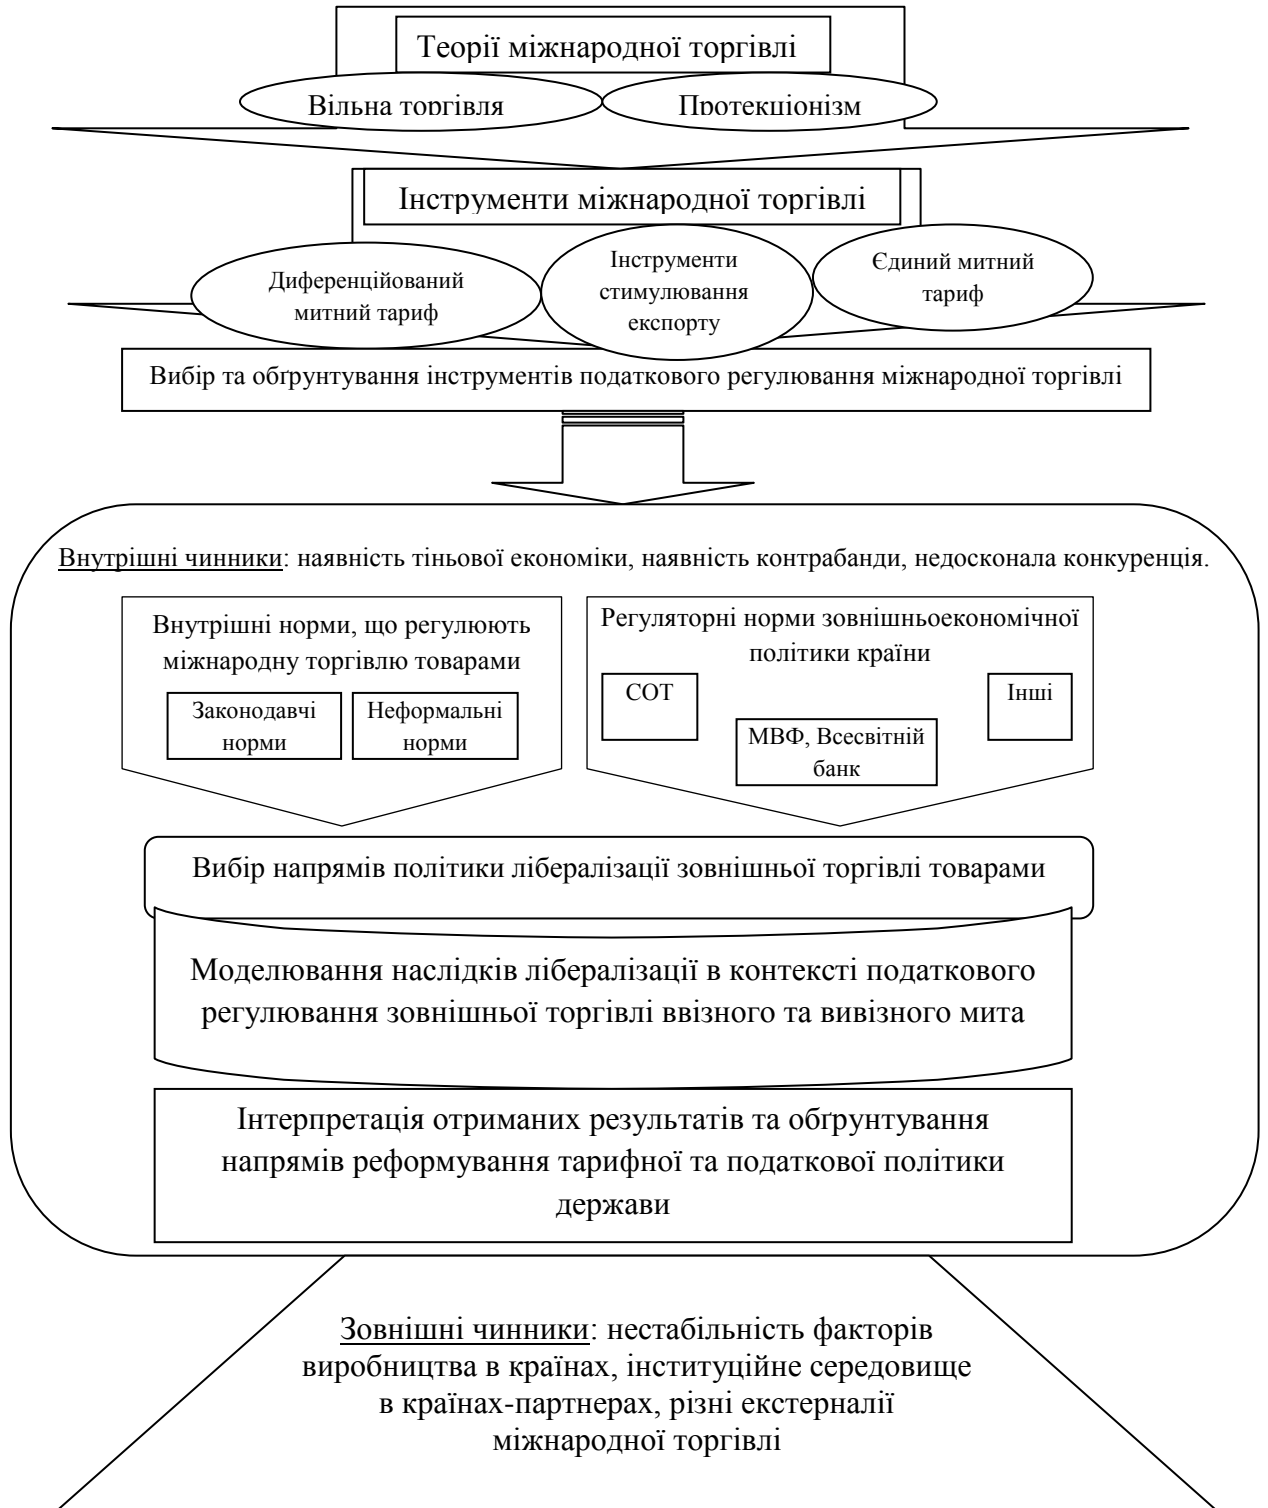 Теорії міжнародної торгівлі
Вільна торгівля
Протекціонізм
Інструменти міжнародної торгівлі
Диференційований
митний тариф
Інструменти
стимулювання
експорту
Єдиний митний
тариф
Вибір та обґрунтування інструментів податкового регулювання міжнародної торгівлі
Внутрішні чинники: наявність тіньової економіки, наявність контрабанди, недосконала конкуренція.
Внутрішні норми, що регулюють
міжнародну торгівлю товарами
Законодавчі
норми
Неформальні
норми
Регуляторні норми зовнішньоекономічної
політики країни
СОТ
МВФ, Всесвітній
банк
Інші
Вибір напрямів політики лібералізації зовнішньої торгівлі товарами
Моделювання наслідків лібералізації в контексті податкового
регулювання зовнішньої торгівлі ввізного та вивізного мита
Інтерпретація отриманих результатів та обґрунтування
напрямів реформування тарифної та податкової політики
держави
Зовнішні чинники: нестабільність факторів
виробництва в країнах, інституційне середовище
в країнах-партнерах, різні екстерналії
міжнародної торгівлі